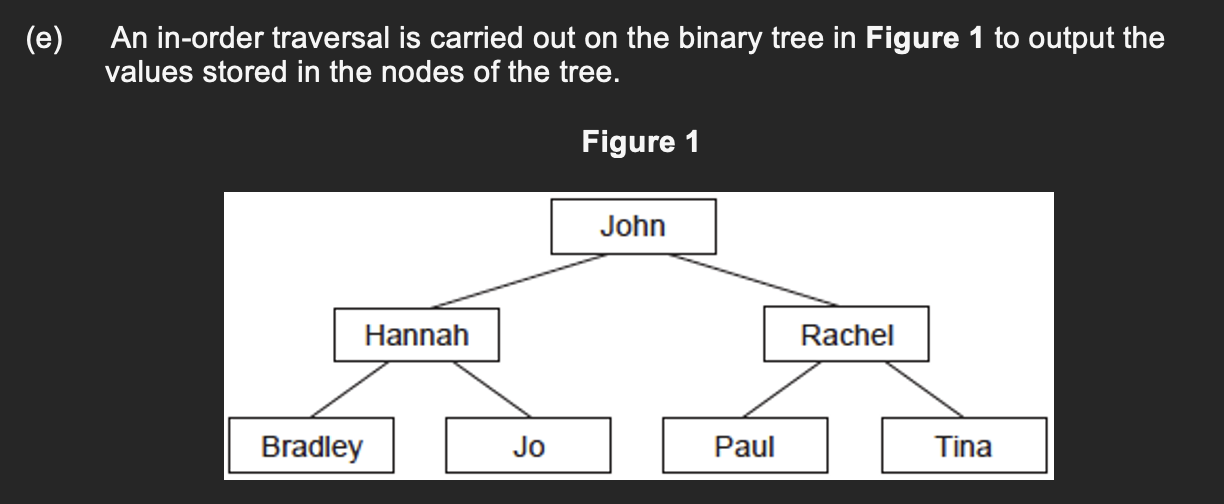 (e) An in-order traversal is carried out on the binary tree in Figure 1 to output the
values stored in the nodes of the tree.
Figure 1
John
Hannah Rachel
Bradley Jo Paul Tina